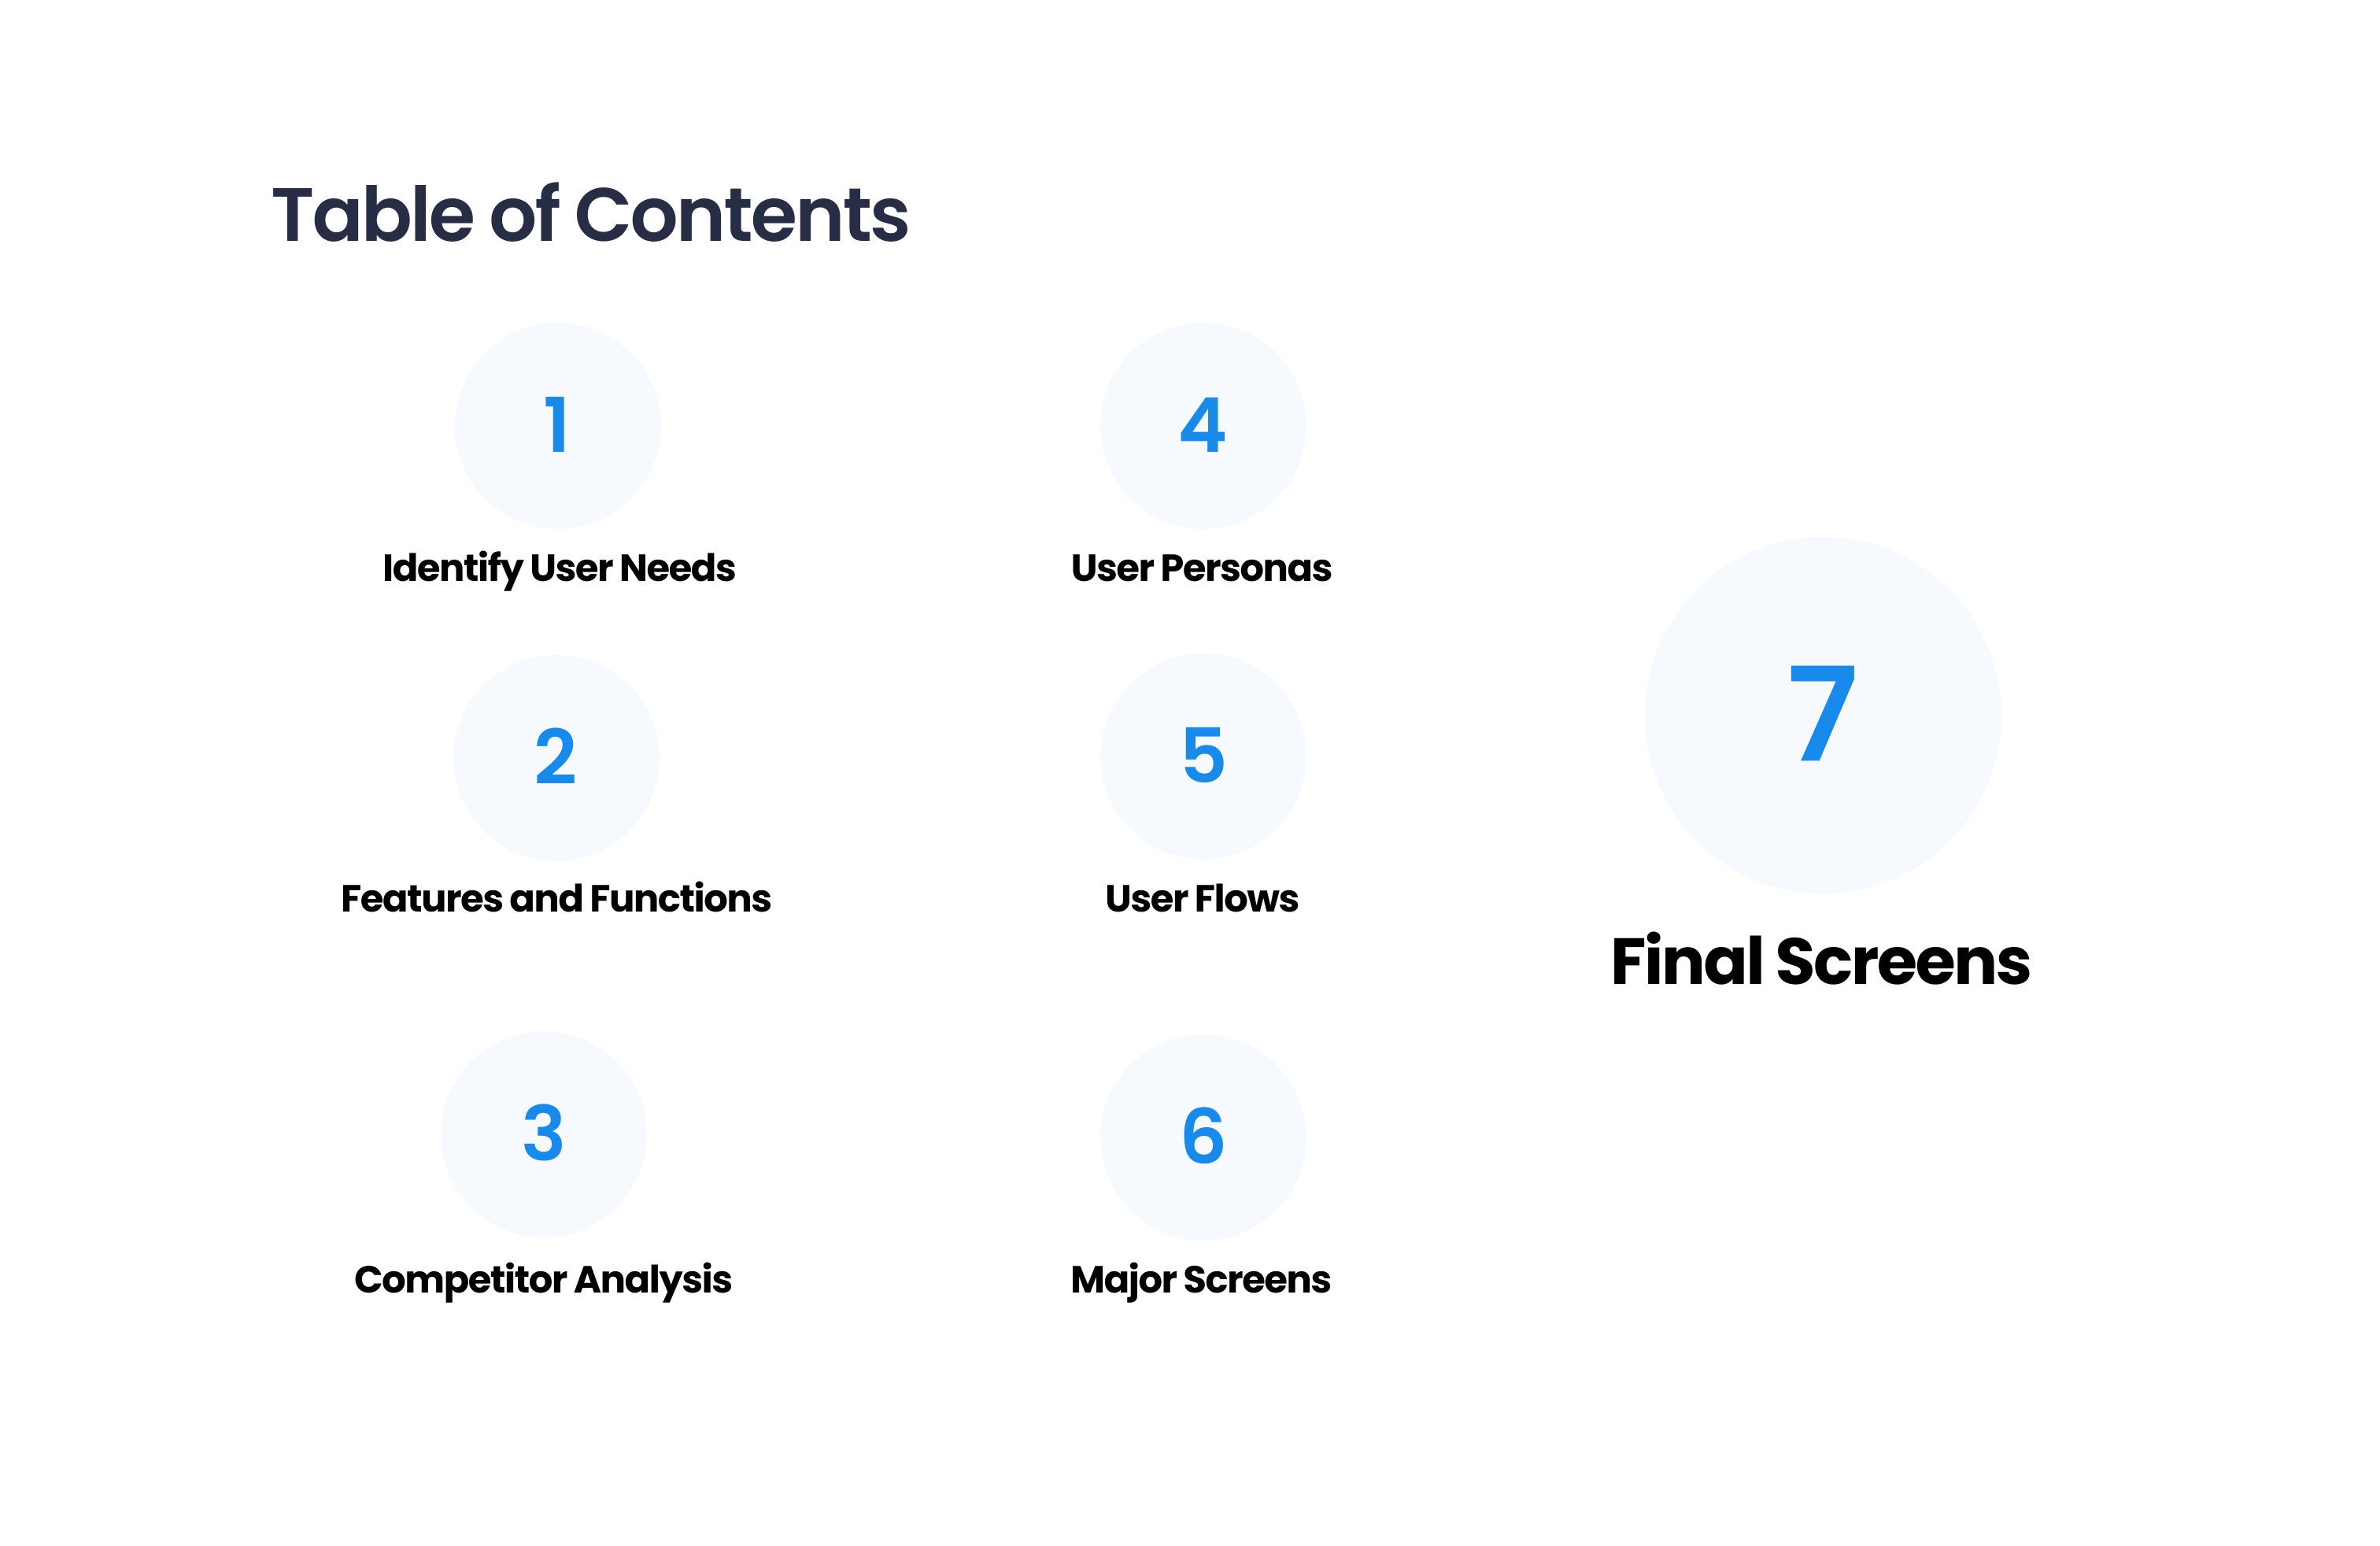 Table of Contents
1
Identify User Needs
2
Features and Functions
3
Competitor Analysis
4
User Personas
5
User Flows
6
Major Screens
7
Final Screens